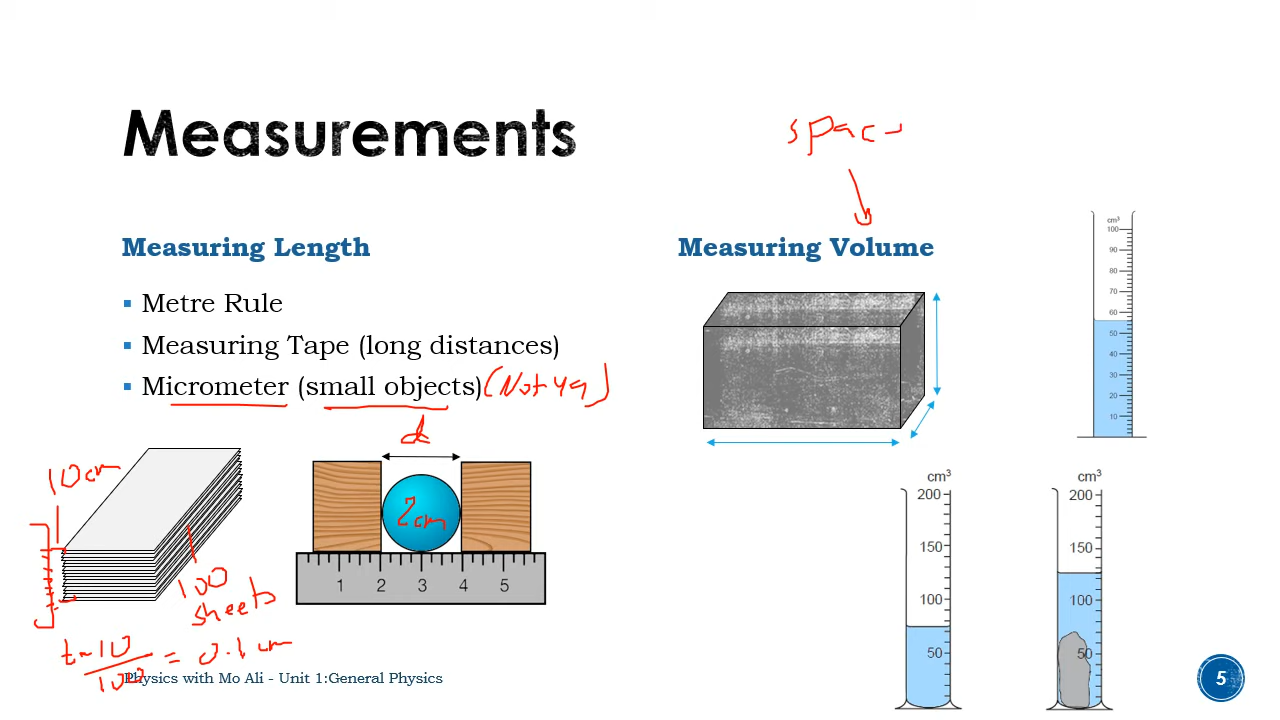 Measurements
spac
Measuring Length
Measuring Volume
Metre Rule
Measuring Tape (long distances)
Micrometer (small objects) (Not yg)
d
10cm
2cm
100
sheets
1 2 3 4 5
t = 10/100 = 0.1 cm
Physics with Mo Ali - Unit 1:General Physics
cm³
100
90
80
70
60
50
40
30
20
10
cm³
200
150
100
50
cm³
200
150
100
50
5